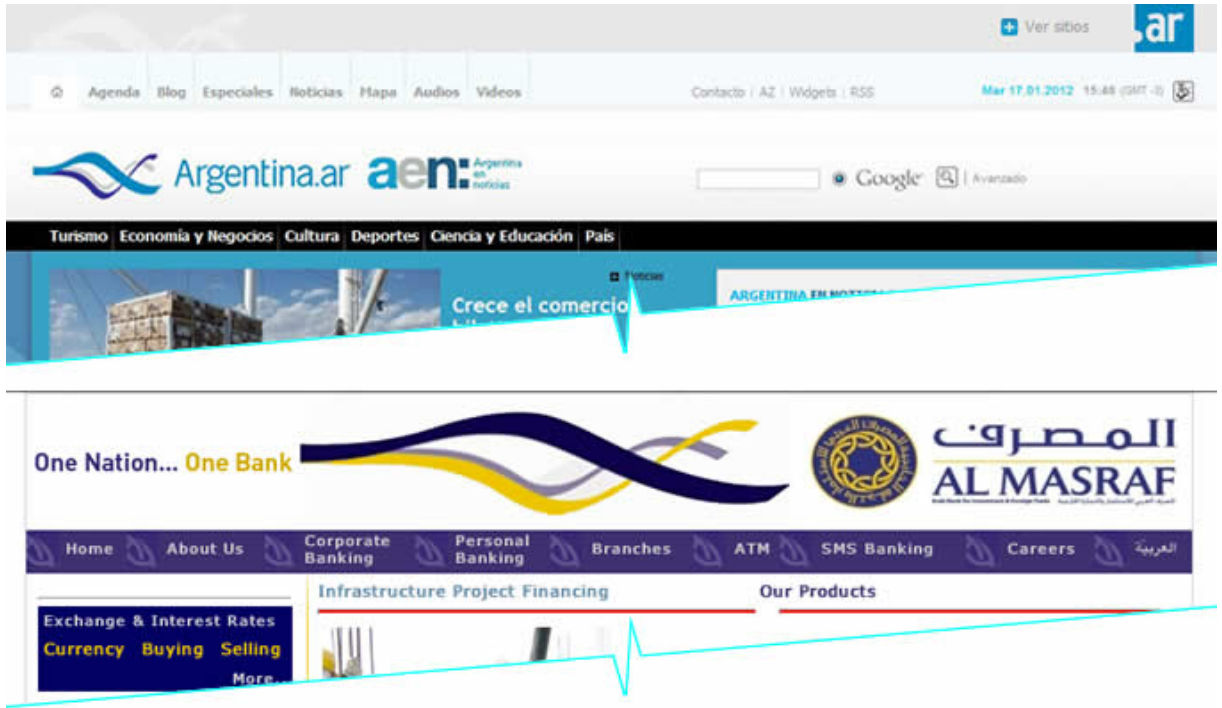 Ver sitios
.ar
Agenda Blog Especiales Noticias Mapa Audios Videos
Contacto | AZ | Widgets | RSS
Mar 17.01.2012 15:48 (GMT -3)
Argentina.ar
aen: Argentina
en
noticias
Google | Avanzado
Turismo Economía y Negocios Cultura Deportes Ciencia y Educación País
Noticias
Crece el comercio
ARGENTINA EN
One Nation... One Bank
المصرف
AL MASRAF
Home About Us Corporate Banking Personal Banking Branches ATM SMS Banking Careers العربية
Infrastructure Project Financing
Our Products
Exchange & Interest Rates
Currency Buying Selling
More..